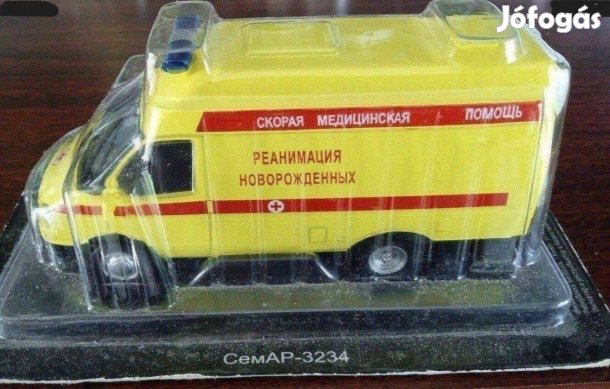 Jófogás
СКОРАЯ МЕДИЦИНСКАЯ ПОМОЩЬ
РЕАНИМАЦИЯ
НОВОРОЖДЕННЫХ
СемАР-3234